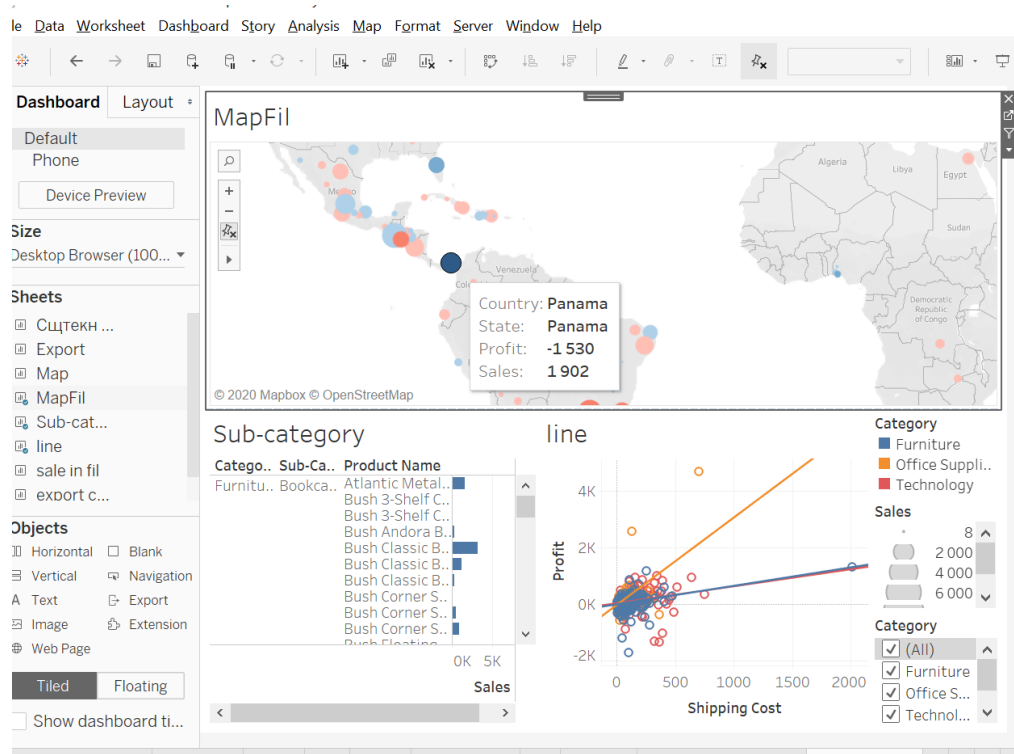 le Data Worksheet Dashboard Story Analysis Map Format Server Window Help
Dashboard Layout
Default
Phone
Device Preview
Size
Desktop Browser (100...
Sheets
Сщтекн ...
Export
Map
MapFil
Sub-cat...
line
sale in fil
export c...
Objects
Horizontal Blank
Vertical Navigation
A Text Export
Image Extension
Web Page
Tiled Floating
Show dashboard ti...
MapFil
Algeria
Libya
Egypt
Sudan
Venezuela
Democratic
Republic
of Congo
Country: Panama
State: Panama
Profit: -1 530
Sales: 1 902
© 2020 Mapbox © OpenStreetMap
Sub-category
Catego.. Sub-Ca.. Product Name
Furnitu.. Bookca.. Atlantic Metal..
Bush 3-Shelf C..
Bush 3-Shelf C..
Bush Andora B..
Bush Classic B..
Bush Classic B..
Bush Classic B..
Bush Corner S..
Bush Corner S..
Bush Corner S..
Bush Floating
0K 5K
Sales
line
4K
2K
0K
-2K
Profit
0 500 1000 1500 2000
Shipping Cost
Category
Furniture
Office Suppli..
Technology
Sales
8
2 000
4 000
6 000
Category
(All)
Furniture
Office S...
Technol...